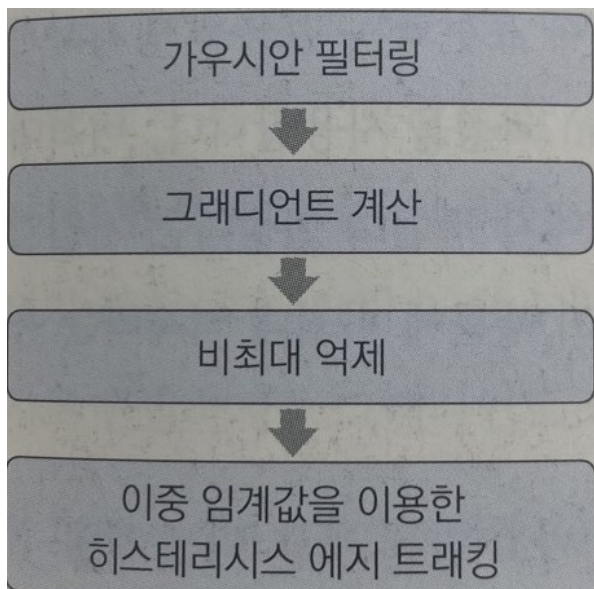 가우시안 필터링
그래디언트 계산
비최대 억제
이중 임계값을 이용한
히스테리시스 에지 트래킹